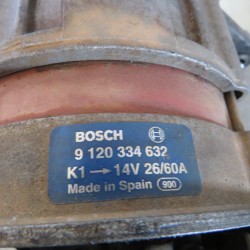 BOSCH
9 120 334 632
K1 → 14V 26/60A
Made in Spain 900